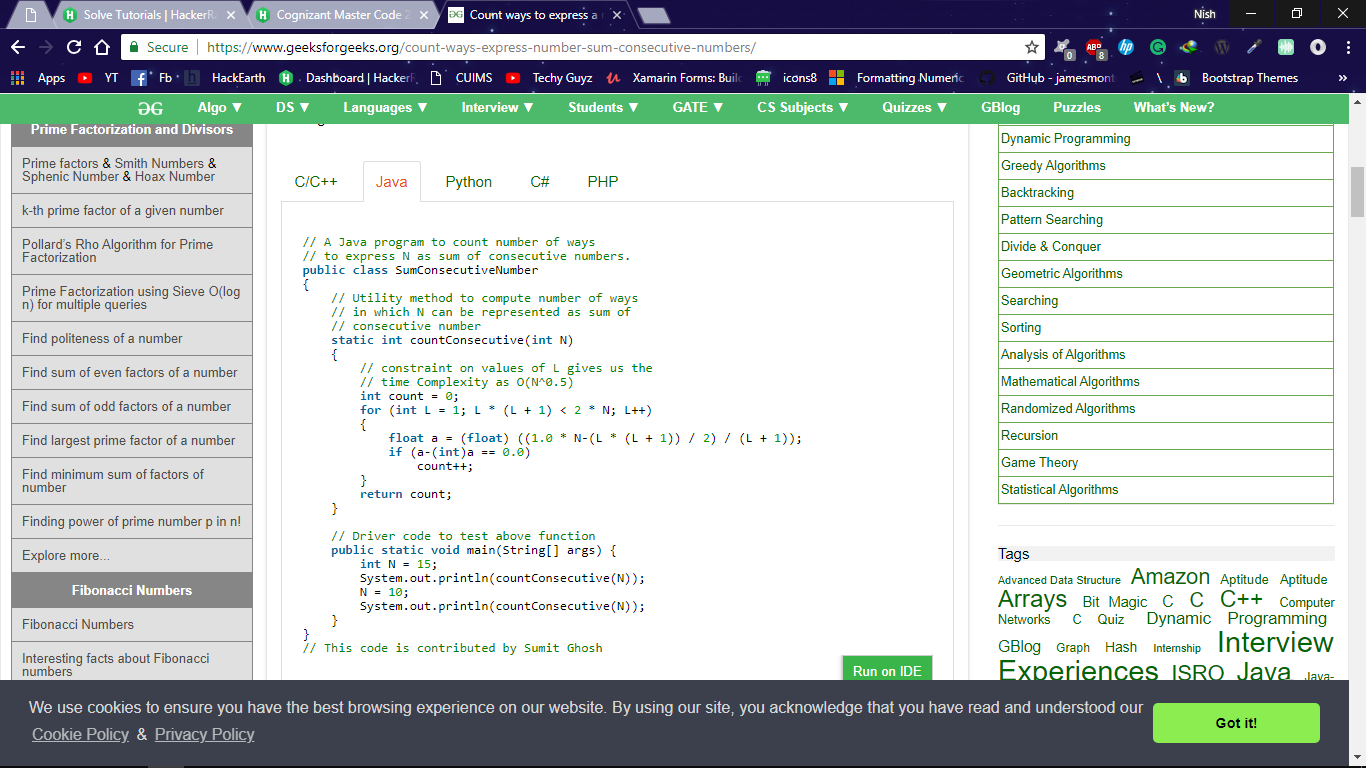 Solve Tutorials | HackerR
Cognizant Master Code 2
Count ways to express a n
Nish
Secure
https://www.geeksforgeeks.org/count-ways-express-number-sum-consecutive-numbers/
Apps
YT
Fb
HackEarth
Dashboard | HackerF
CUIMS
Techy Guyz
Xamarin Forms: Build
icons8
Formatting Numeric
GitHub - jamesmont
\
Bootstrap Themes
»
Algo ▼
DS ▼
Languages ▼
Interview ▼
Students ▼
GATE ▼
CS Subjects ▼
Quizzes ▼
GBlog
Puzzles
What's New?
Prime Factorization and Divisors
Prime factors & Smith Numbers &
Sphenic Number & Hoax Number
k-th prime factor of a given number
Pollard's Rho Algorithm for Prime
Factorization
Prime Factorization using Sieve O(log
n) for multiple queries
Find politeness of a number
Find sum of even factors of a number
Find sum of odd factors of a number
Find largest prime factor of a number
Find minimum sum of factors of
number
Finding power of prime number p in n!
Explore more...
Fibonacci Numbers
Fibonacci Numbers
Interesting facts about Fibonacci
numbers
C/C++
Java
Python
C#
PHP
// A Java program to count number of ways
// to express N as sum of consecutive numbers.
public class SumConsecutiveNumber
{
// Utility method to compute number of ways
// in which N can be represented as sum of
// consecutive number
static int countConsecutive(int N)
{
// constraint on values of L gives us the
// time Complexity as O(N^0.5)
int count = 0;
for (int L = 1; L * (L + 1) < 2 * N; L++)
{
float a = (float) ((1.0 * N-(L * (L + 1)) / 2) / (L + 1));
if (a-(int)a == 0.0)
count++;
}
return count;
}
// Driver code to test above function
public static void main(String[] args) {
int N = 15;
System.out.println(countConsecutive(N));
N = 10;
System.out.println(countConsecutive(N));
}
}
// This code is contributed by Sumit Ghosh
Run on IDE
Dynamic Programming
Greedy Algorithms
Backtracking
Pattern Searching
Divide & Conquer
Geometric Algorithms
Searching
Sorting
Analysis of Algorithms
Mathematical Algorithms
Randomized Algorithms
Recursion
Game Theory
Statistical Algorithms
Tags
Advanced Data Structure Amazon Aptitude Aptitude
Arrays Bit Magic C C C++ Computer
Networks C Quiz Dynamic Programming
GBlog Graph Hash Internship Interview
Experiences ISRO Java Java-
We use cookies to ensure you have the best browsing experience on our website. By using our site, you acknowledge that you have read and understood our
Cookie Policy & Privacy Policy
Got it!